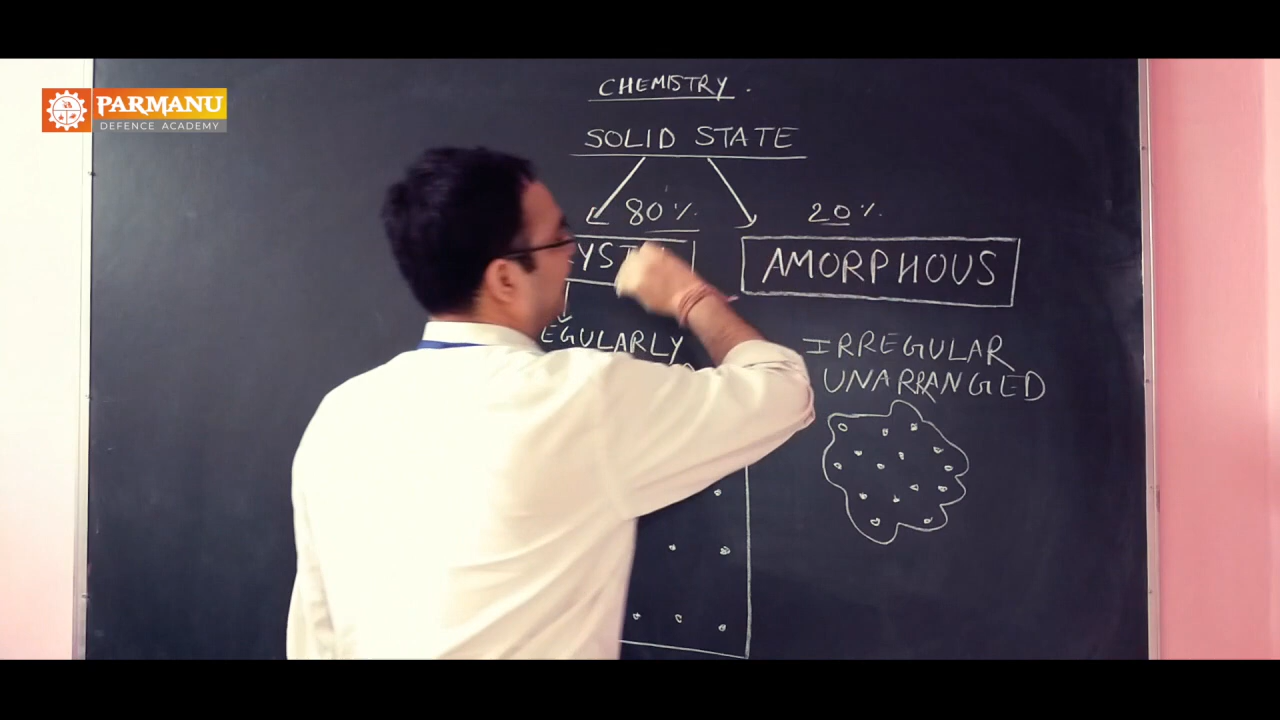 PARMANU
DEFENCE ACADEMY
CHEMISTRY.
SOLID STATE
80%
20%
AMORPHOUS
IRREGULAR
UNARRANGED